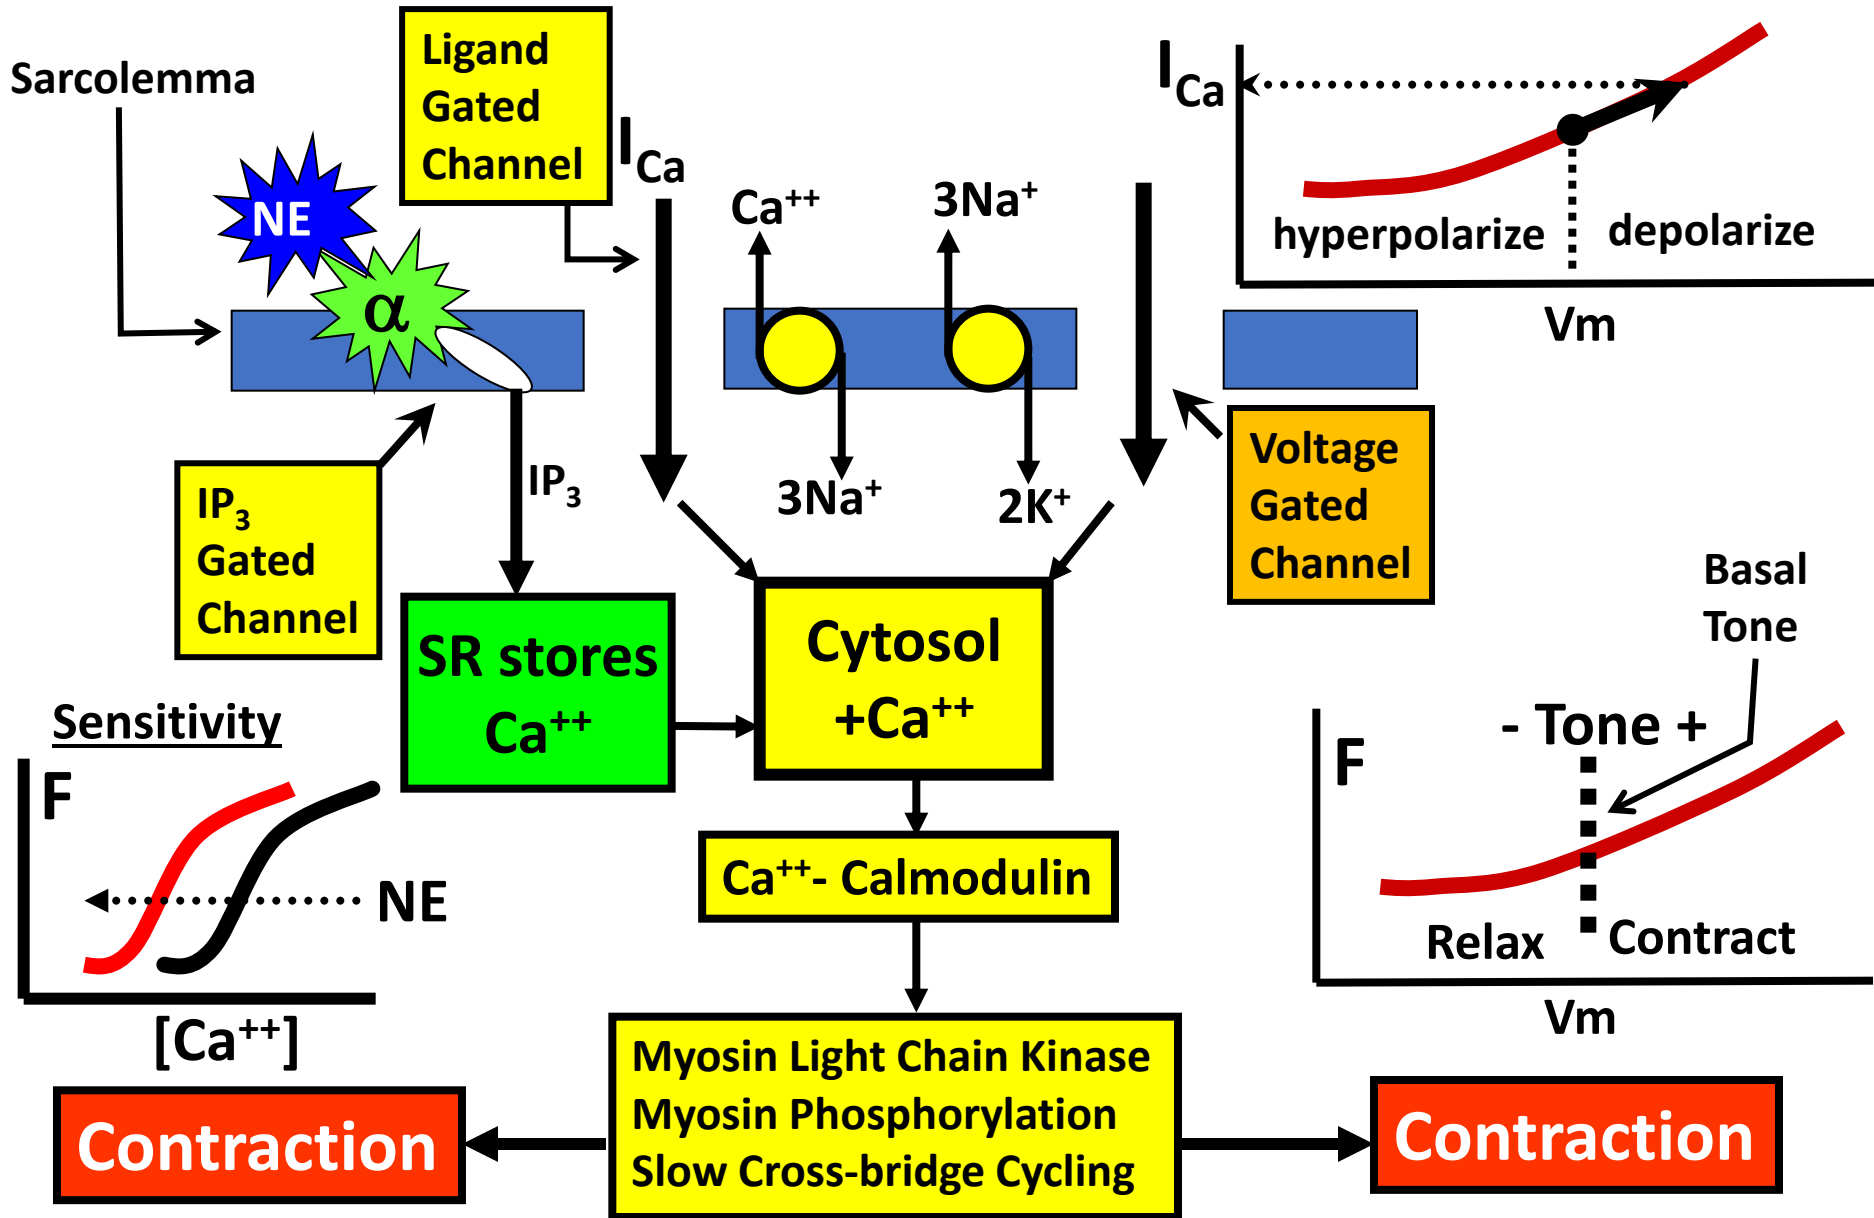 Sarcolemma
NE
α
Ligand
Gated
Channel
I Ca
Ca⁺⁺
3Na⁺
3Na⁺
2K⁺
I Ca
hyperpolarize
depolarize
Vm
IP₃
Gated
Channel
IP₃
Voltage
Gated
Channel
SR stores
Ca⁺⁺
Cytosol
+Ca⁺⁺
Basal
Tone
- Tone +
F
Relax
Contract
Vm
Sensitivity
F
NE
[Ca⁺⁺]
Ca⁺⁺- Calmodulin
Myosin Light Chain Kinase
Myosin Phosphorylation
Slow Cross-bridge Cycling
Contraction
Contraction